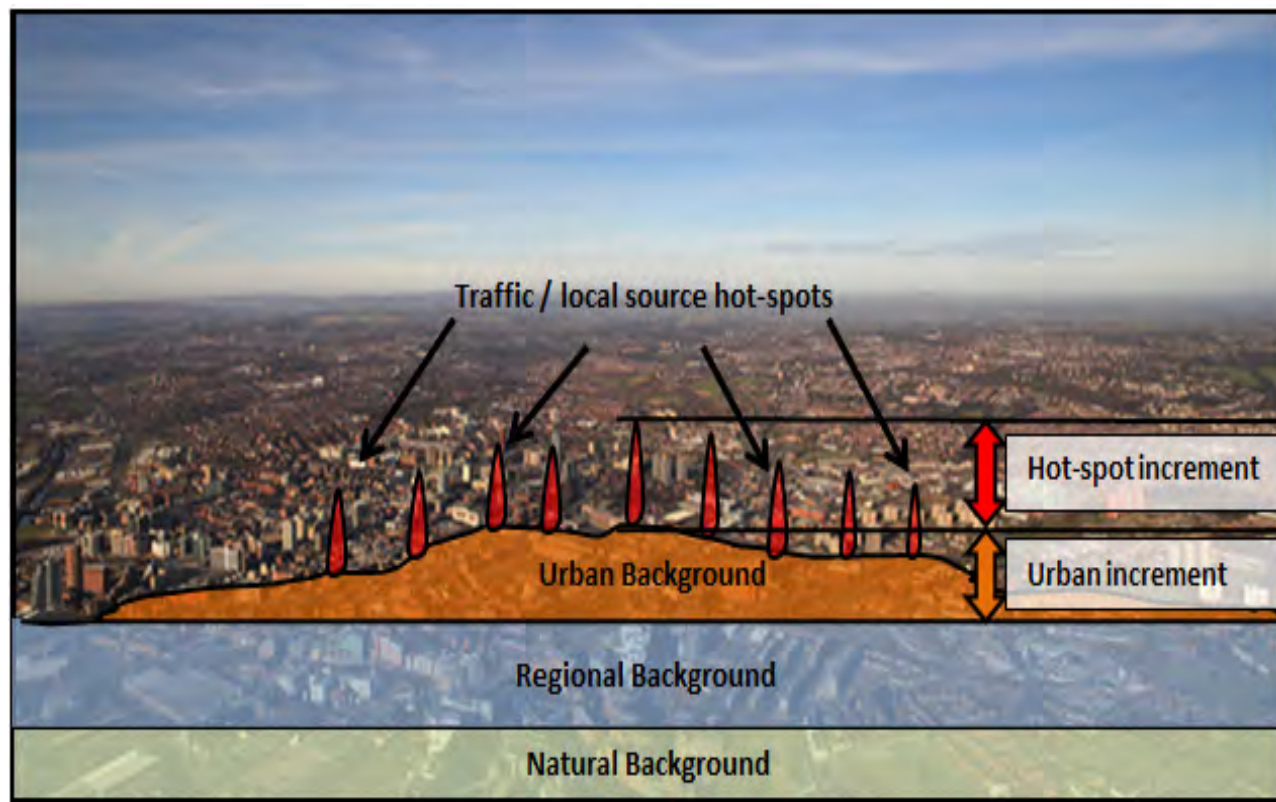 Traffic / local source hot-spots
Hot-spot increment
Urban Background
Urban increment
Regional Background
Natural Background